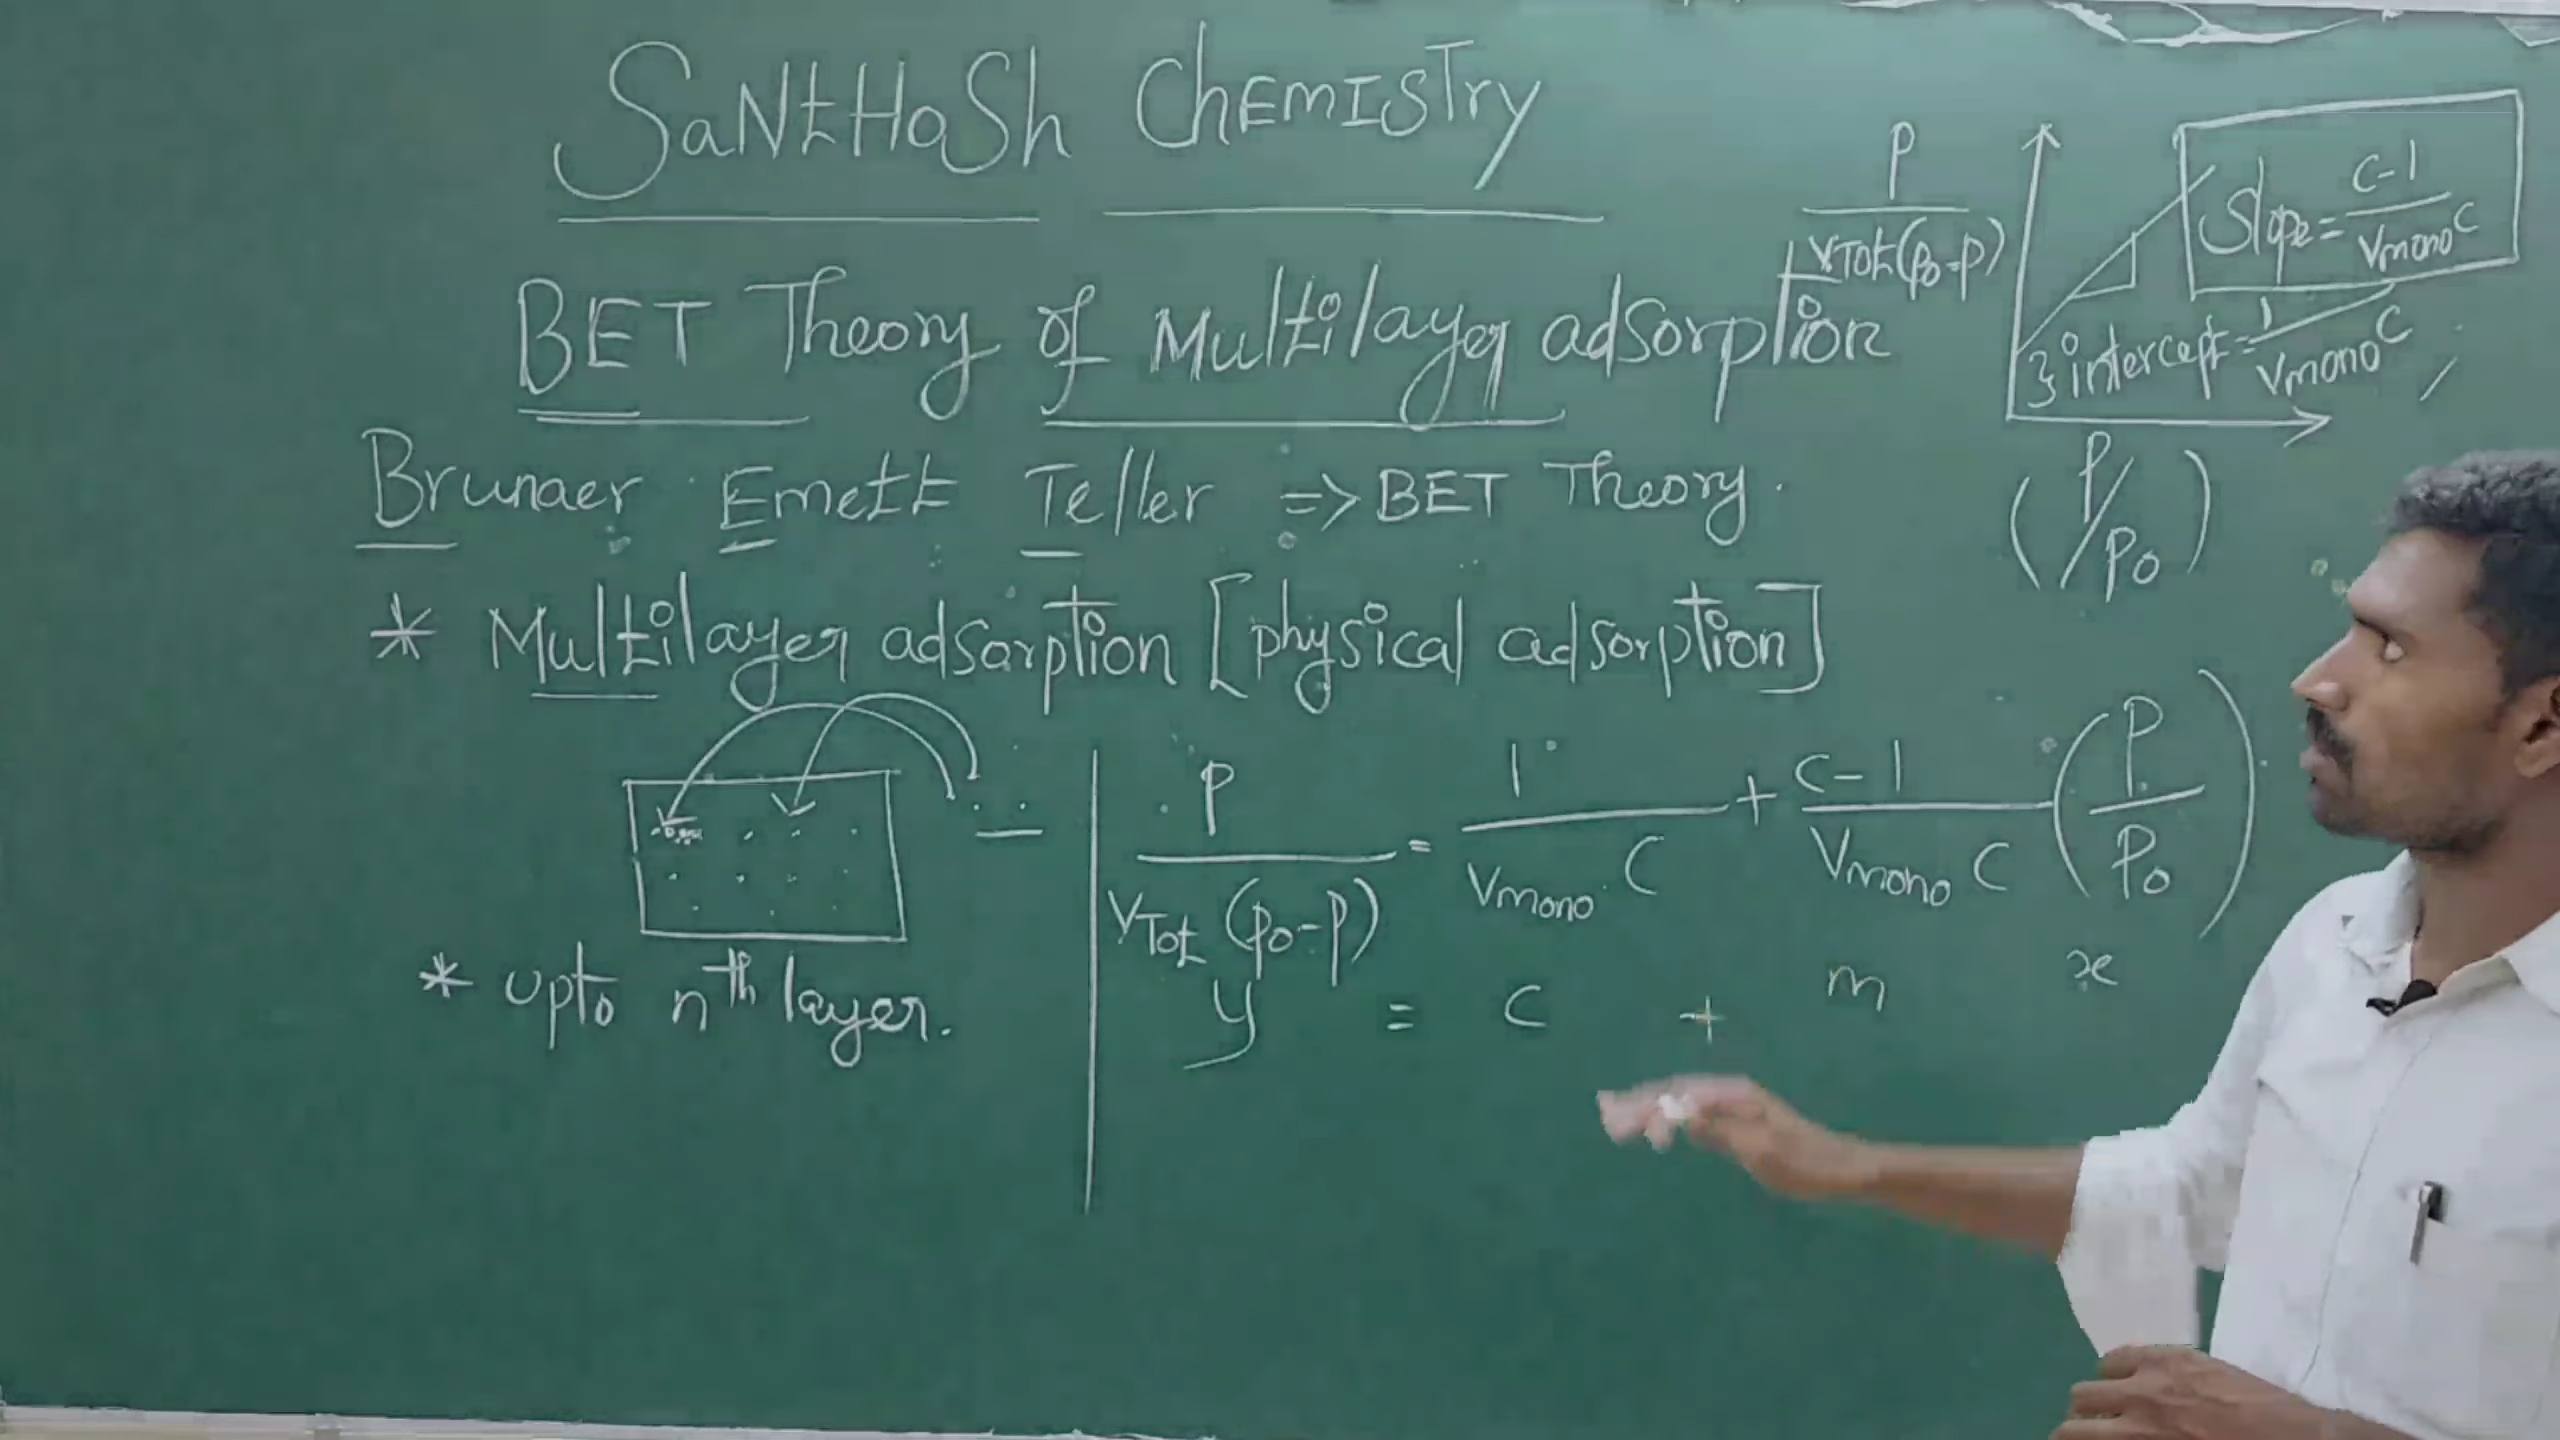 SaNtHaSh ChEMISTry
BET Theory of Multilayer adsorption
Brunaer Emett Teller => BET Theory.
* Multilayer adsorption [physical adsorption]
* upto nth layer.
P / VTot (Po-P) = 1 / Vmono C + C-1 / Vmono C (P / Po)
y = c + m x
P / VTot (Po-P)
Slope = C-1 / Vmono C
} intercept = 1 / Vmono C
(P/Po)